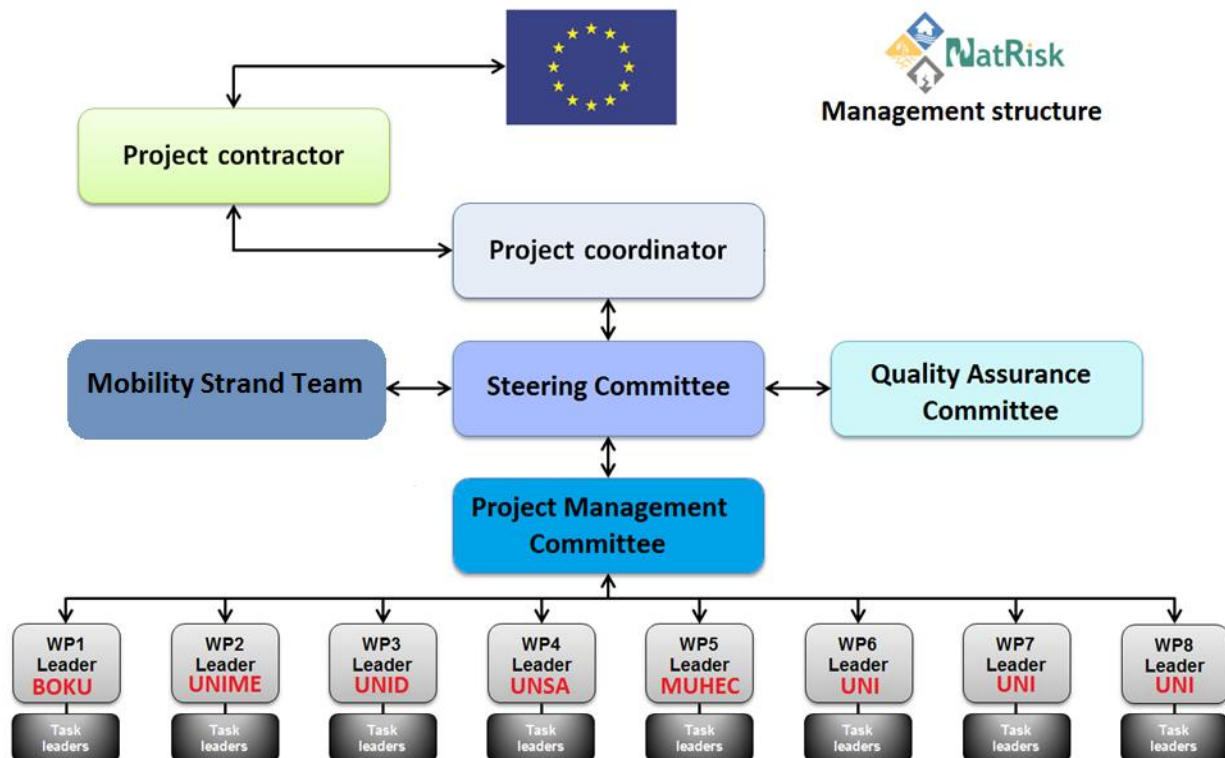 NatRisk
Management structure
Project contractor
Project coordinator
Mobility Strand Team
Steering Committee
Quality Assurance
Committee
Project Management
Committee
WP1
Leader
BOKU
WP2
Leader
UNIME
WP3
Leader
UNID
WP4
Leader
UNSA
WP5
Leader
MUHEC
WP6
Leader
UNI
WP7
Leader
UNI
WP8
Leader
UNI
Task
leaders
Task
leaders
Task
leaders
Task
leaders
Task
leaders
Task
leaders
Task
leaders
Task
leaders